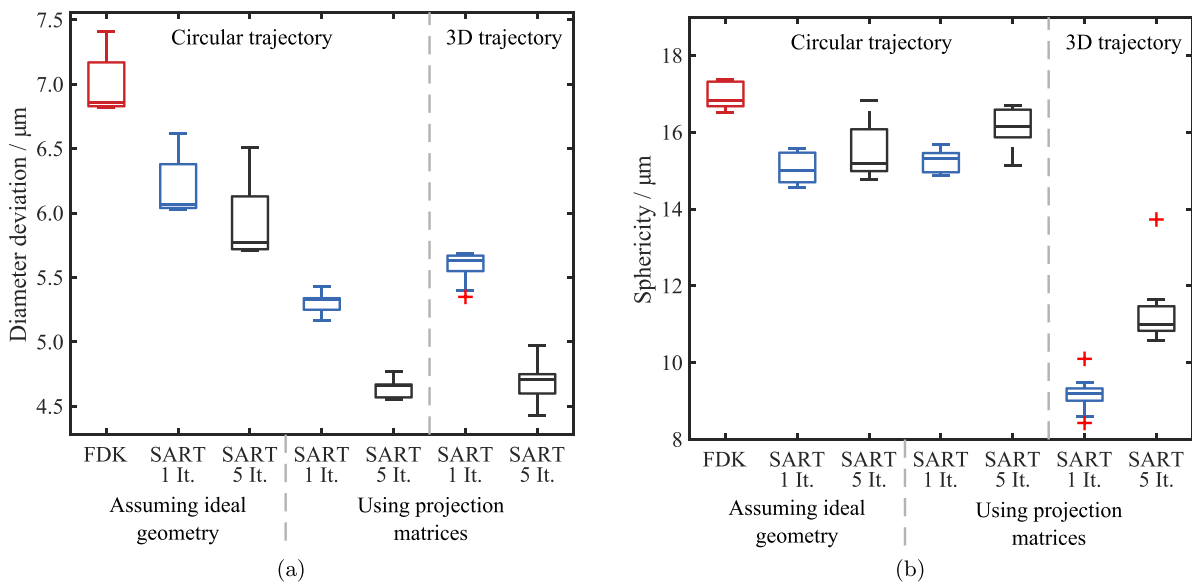 Circular trajectory
3D trajectory
7.5
7.0
6.5
6.0
5.5
5.0
4.5
Diameter deviation / µm
FDK
SART
1 It.
SART
5 It.
SART
1 It.
SART
5 It.
SART
1 It.
SART
5 It.
Assuming ideal
geometry
Using projection
matrices
(a)
Circular trajectory
3D trajectory
18
16
14
12
10
8
Sphericity / µm
FDK
SART
1 It.
SART
5 It.
SART
1 It.
SART
5 It.
SART
1 It.
SART
5 It.
Assuming ideal
geometry
Using projection
matrices
(b)